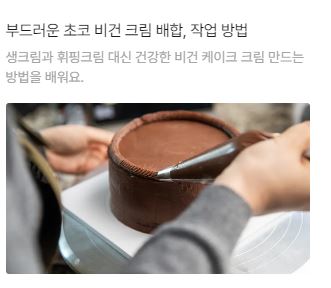 부드러운 초코 비건 크림 배합, 작업 방법
생크림과 휘핑크림 대신 건강한 비건 케이크 크림 만드는
방법을 배워요.